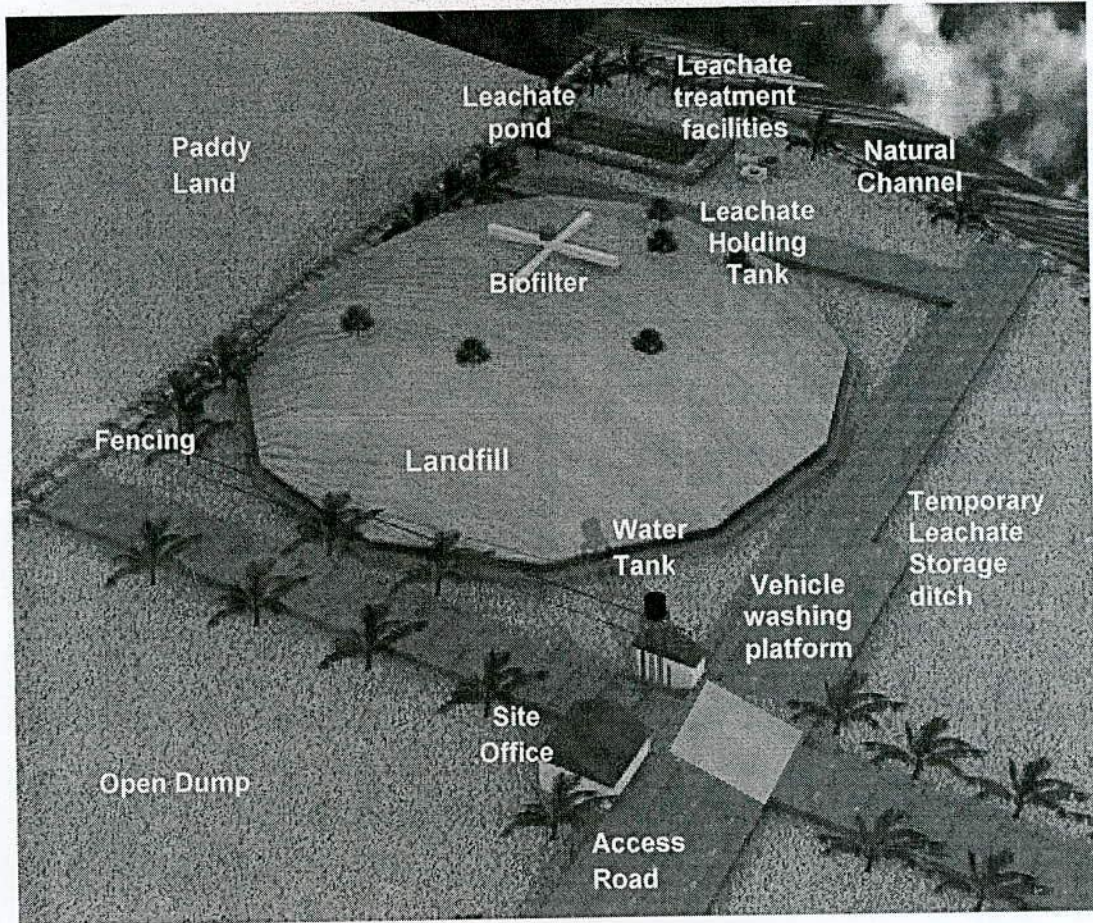 Leachate
treatment
facilities
Leachate
pond
Paddy
Land
Natural
Channel
Leachate
Holding
Tank
Biofilter
Fencing
Landfill
Temporary
Leachate
Storage
ditch
Water
Tank
Vehicle
washing
platform
Site
Office
Open Dump
Access
Road